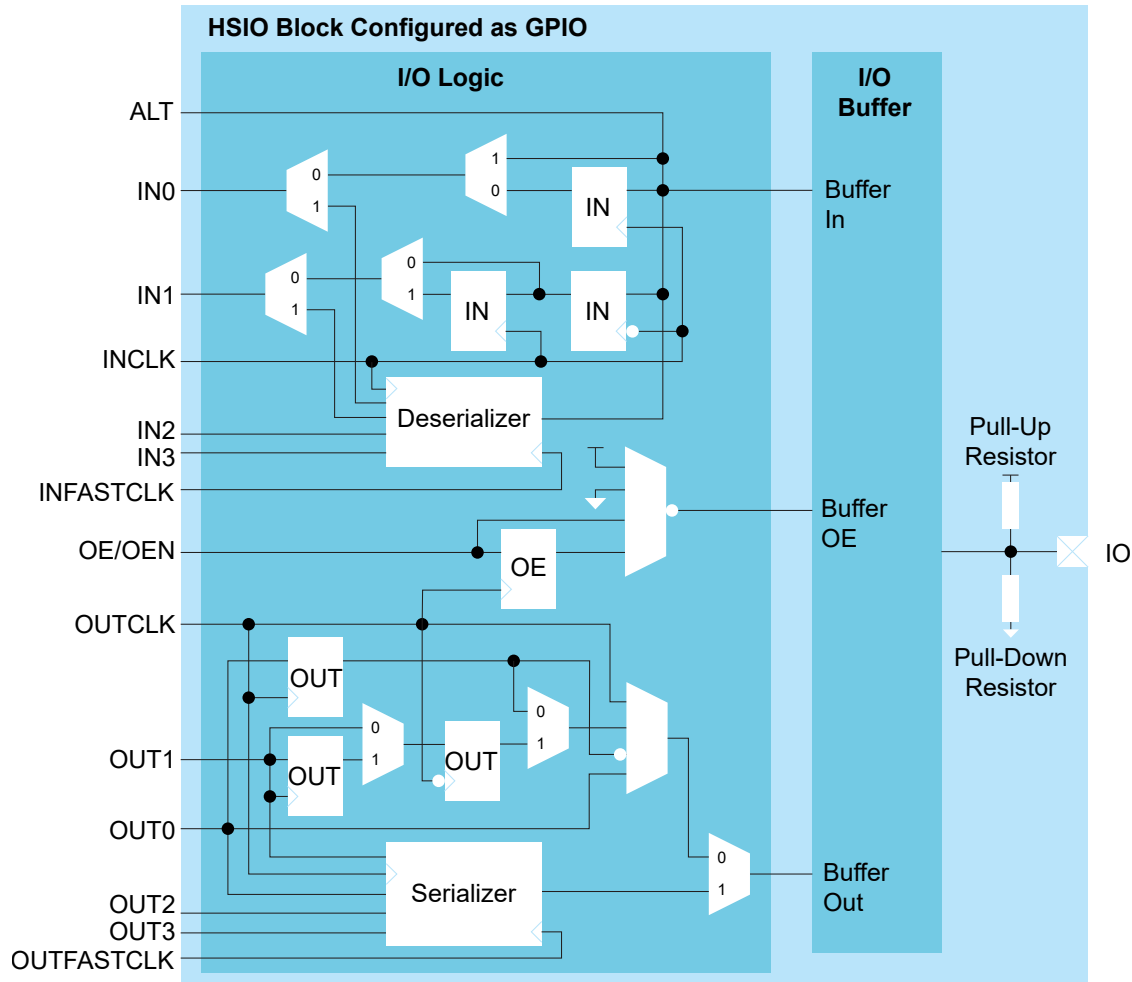 HSIO Block Configured as GPIO
I/O Logic
I/O
Buffer
ALT
1
0
IN0
0
1
IN
Buffer
In
IN1
0
1
0
1
IN
IN
INCLK
Deserializer
IN2
IN3
INFASTCLK
Pull-Up
Resistor
Buffer
OE
OE/OEN
OE
IO
OUTCLK
OUT
Pull-Down
Resistor
0
1
OUT1
0
1
OUT
OUT
OUT0
Serializer
0
1
Buffer
Out
OUT2
OUT3
OUTFASTCLK